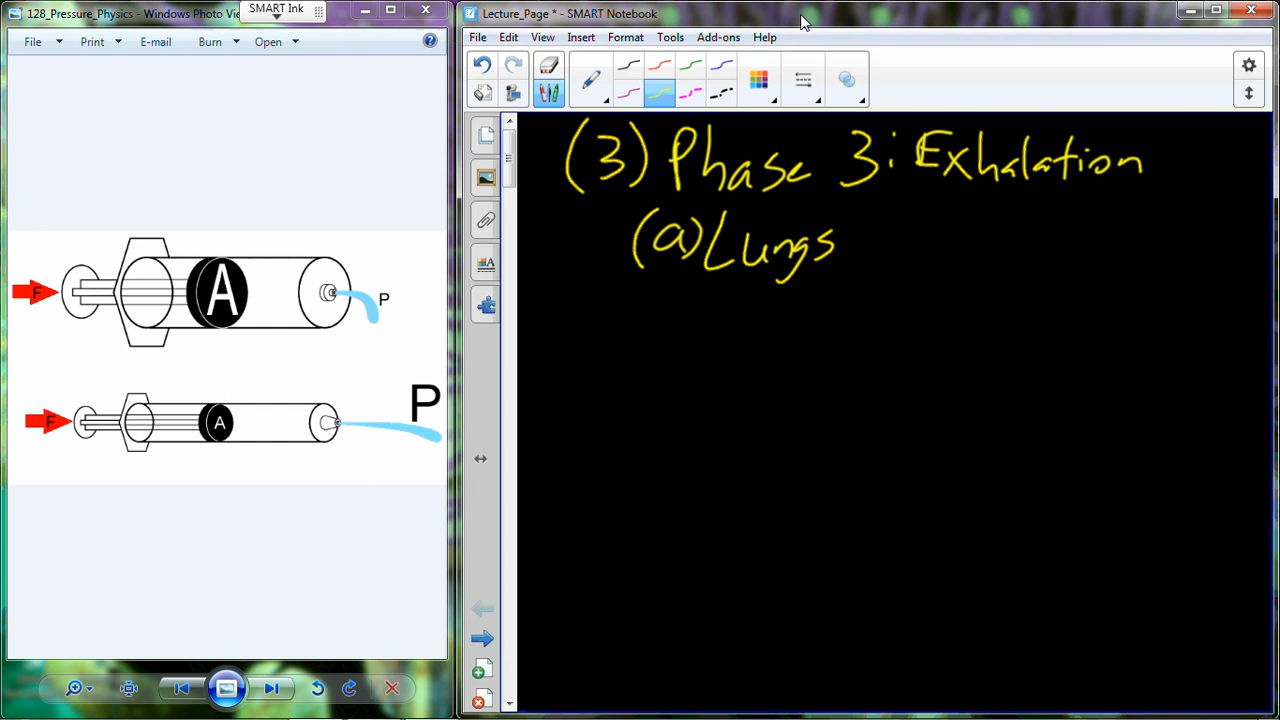 128_Pressure_Physics - Windows Photo Vie
SMART Ink
File Print E-mail Burn Open
F A P
F A P
Lecture_Page * - SMART Notebook
File Edit View Insert Format Tools Add-ons Help
(3) Phase 3: Exhalation
(a) Lungs